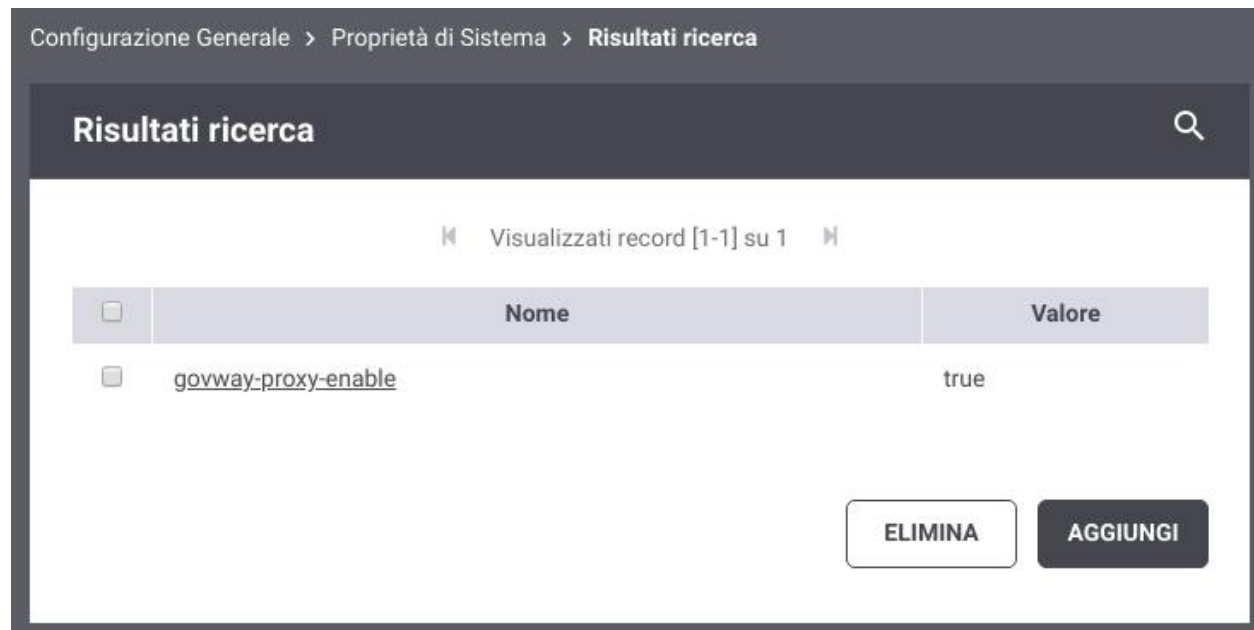 Configurazione Generale > Proprietà di Sistema > Risultati ricerca
Risultati ricerca
Visualizzati record [1-1] su 1
Nome Valore
govway-proxy-enable true
ELIMINA AGGIUNGI